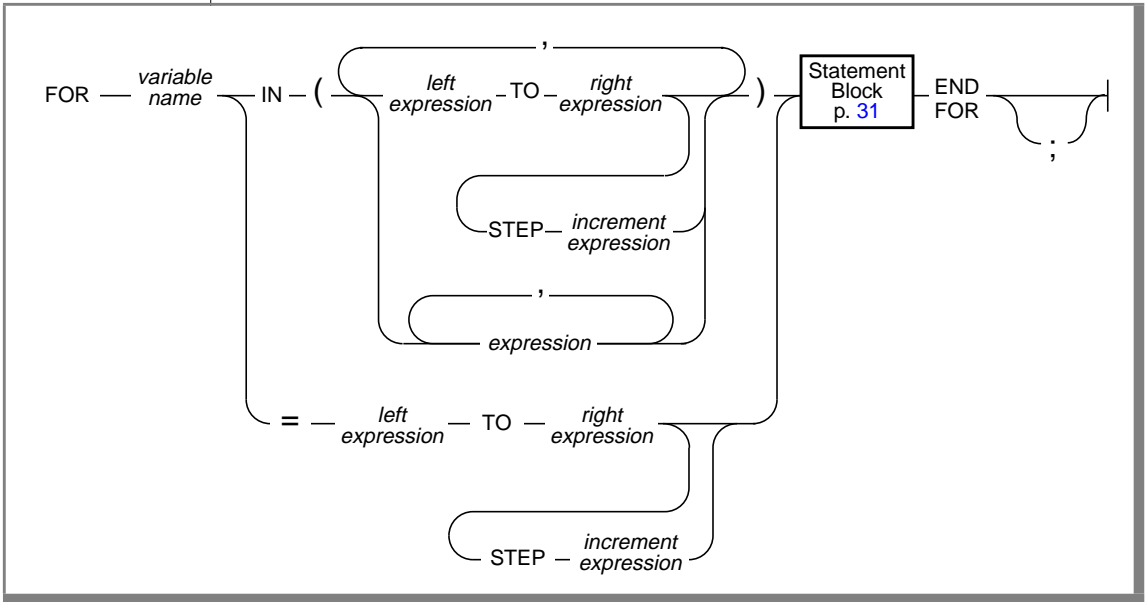 ,
FOR
variable
name
IN
(
left
expression
TO
right
expression
)
Statement
Block
p. 31
END
FOR
;
STEP
increment
expression
,
expression
=
left
expression
TO
right
expression
STEP
increment
expression